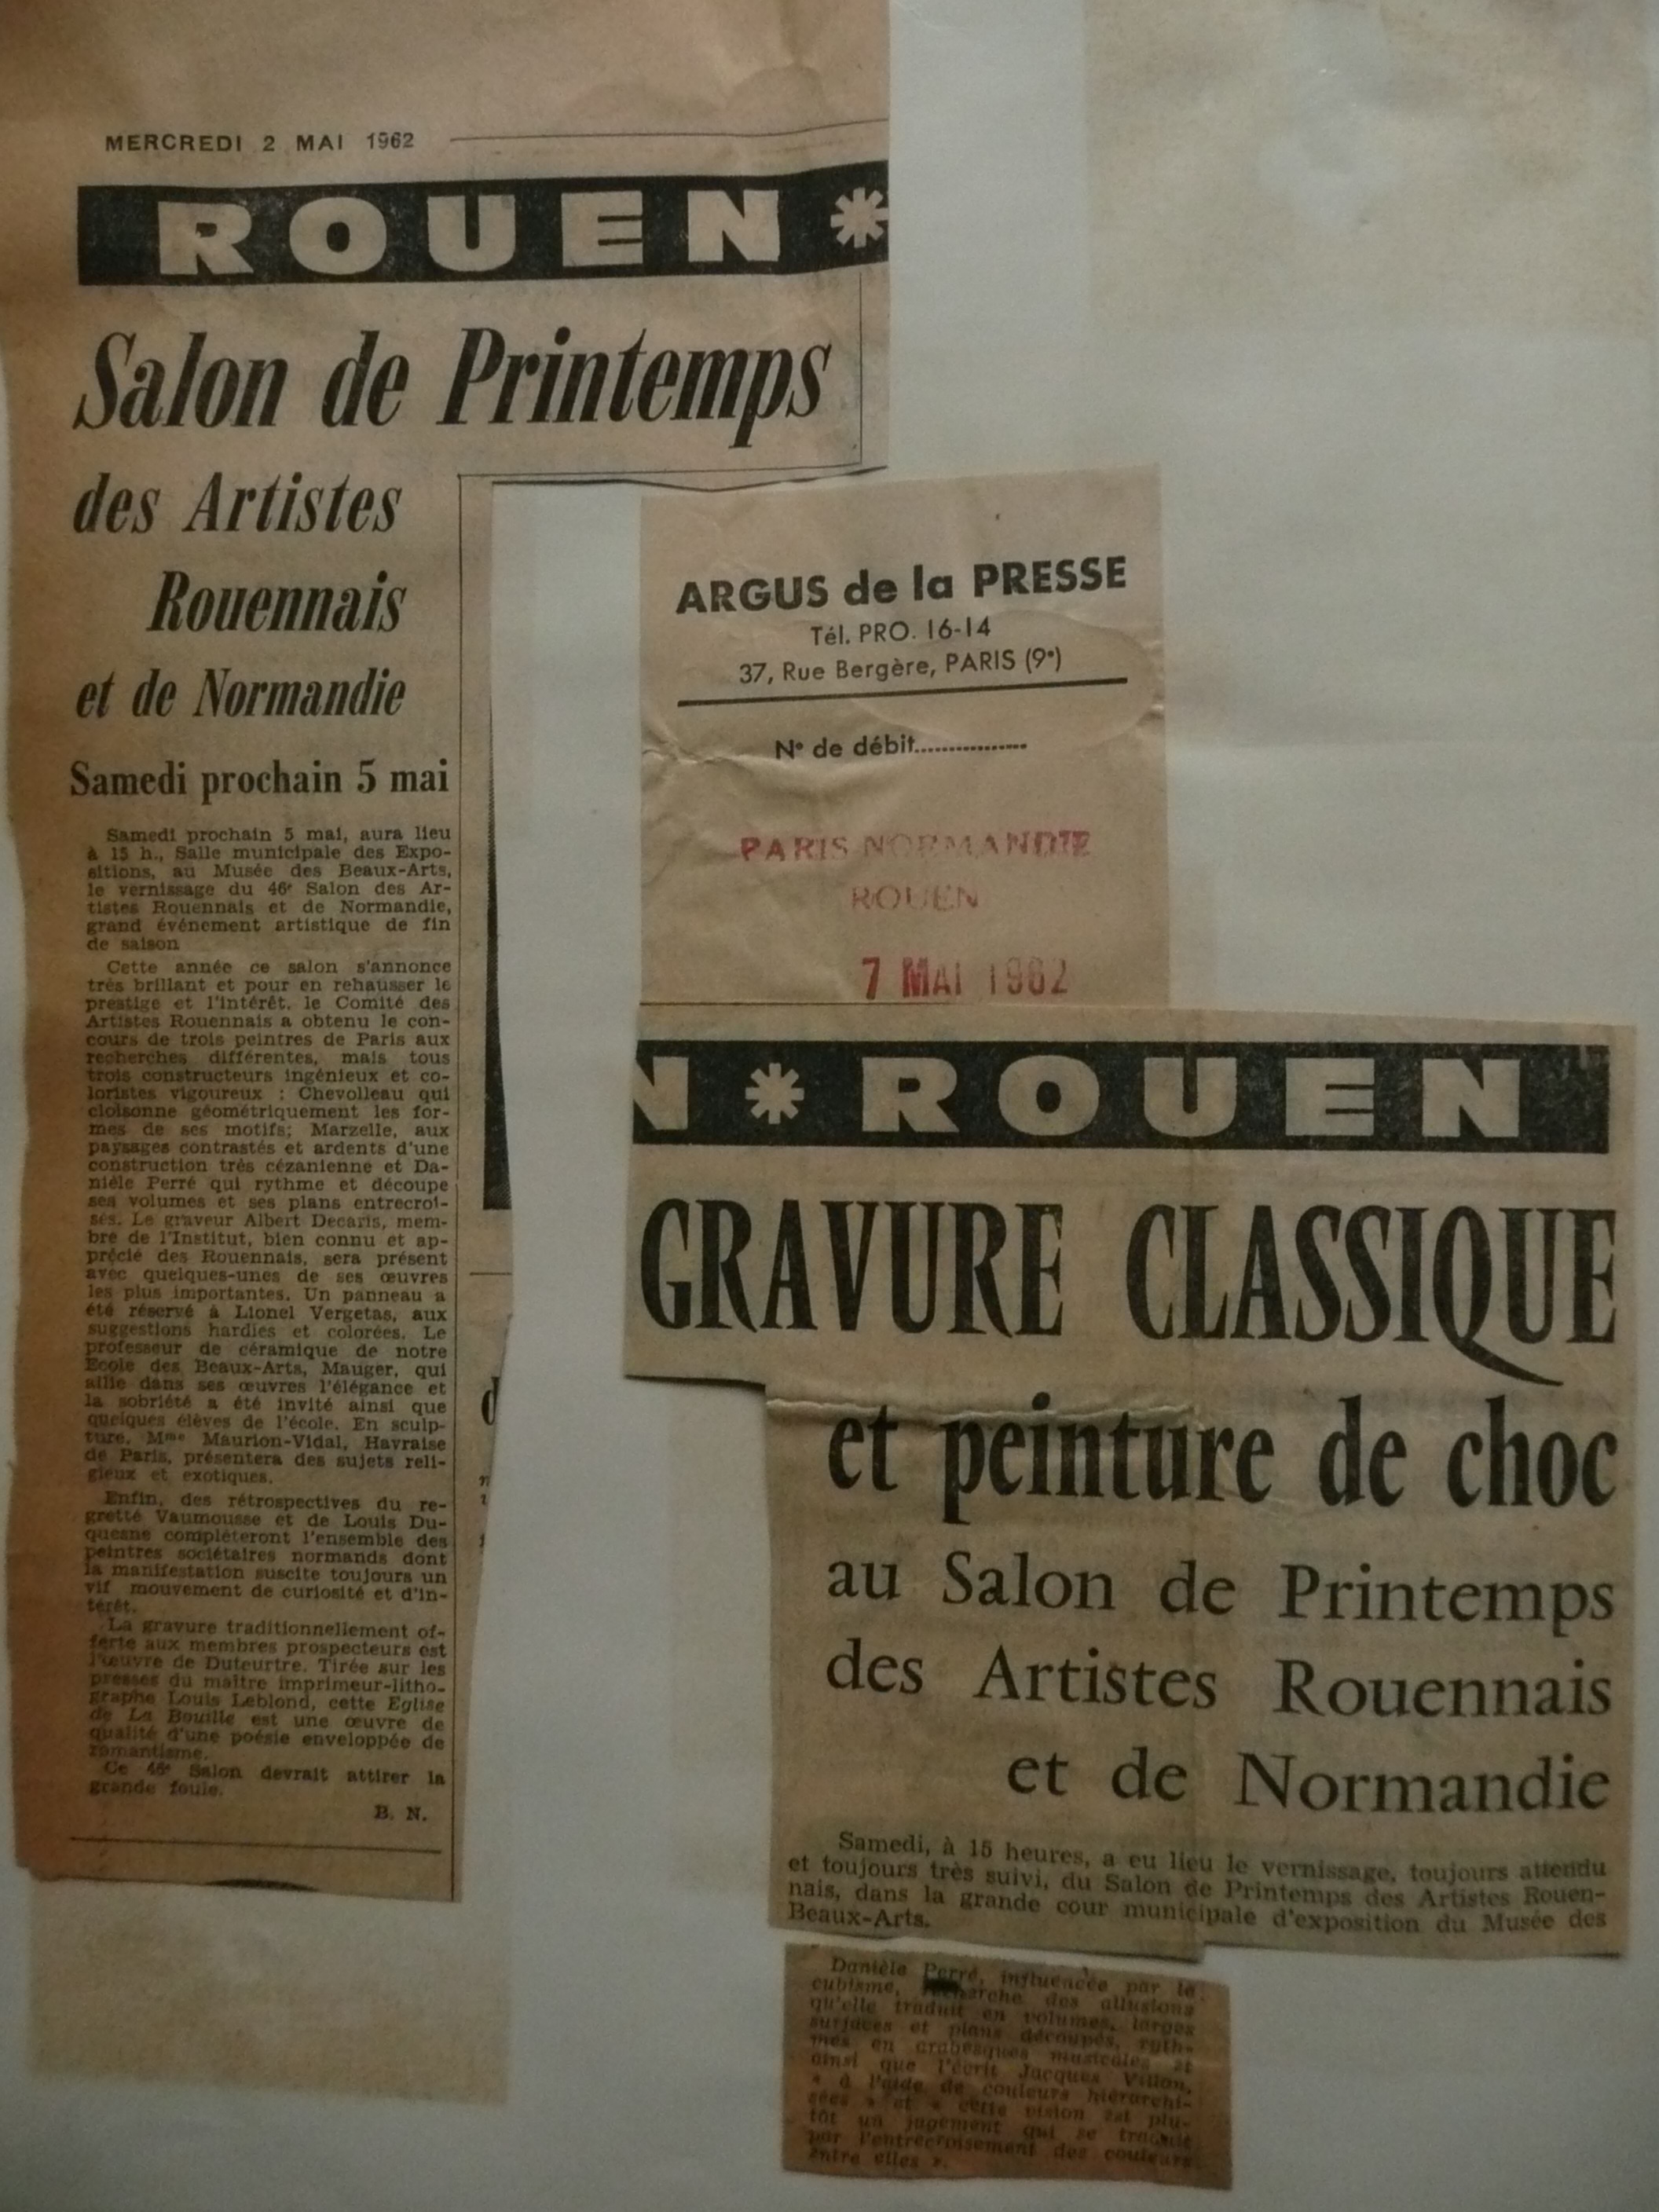 MERCREDI 2 MAI 1962
ROUEN *
Salon de Printemps
des Artistes
Rouennais
et de Normandie
Samedi prochain 5 mai
Samedi prochain 5 mai, aura lieu
à 15 h., Salle municipale des Expo-
sitions, au Musée des Beaux-Arts,
le vernissage du 46e Salon des Ar-
tistes Rouennais et de Normandie,
grand événement artistique de fin
de saison
Cette année ce salon s'annonce
très brillant et pour en rehausser le
prestige et l'intérêt, le Comité des
Artistes Rouennais a obtenu le con-
cours de trois peintres de Paris aux
recherches différentes, mais tous
trois constructeurs ingénieux et co-
loristes vigoureux : Chevolleau qui
cloisonne géométriquement les for-
mes de ses motifs; Marzelle, aux
paysages contrastés et ardents d'une
construction très cézanienne et Da-
nièle Perré qui rythme et découpe
ses volumes et ses plans entrecroi-
sés. Le graveur Albert Decaris, mem-
bre de l'Institut, bien connu et ap-
précié des Rouennais, sera présent
avec quelques-unes de ses œuvres
les plus importantes. Un panneau a
été réservé à Lionel Vergetas, aux
suggestions hardies et colorées. Le
professeur de céramique de notre
Ecole des Beaux-Arts, Mauger, qui
allie dans ses œuvres l'élégance et
la sobriété a été invité ainsi que
quelques élèves de l'école. En sculp-
ture, Mme Maurion-Vidal, Havraise
de Paris, présentera des sujets reli-
gieux et exotiques.
Enfin, des rétrospectives du re-
gretté Vaumousse et de Louis Du-
quesne compléteront l'ensemble des
peintres sociétaires normands dont
la manifestation suscite toujours un
vif mouvement de curiosité et d'in-
térêt.
La gravure traditionnellement of-
ferte aux membres prospecteurs est
l'œuvre de Duteurtre. Tirée sur les
presses du maître imprimeur-litho-
graphe Louis Leblond, cette Eglise
de La Bouille est une œuvre de
qualité d'une poésie enveloppée de
romantisme.
Ce 46e Salon devrait attirer la
grande foule.
B. N.
d
ARGUS de la PRESSE
Tél. PRO. 16-14
37, Rue Bergère, PARIS (9e)
N° de débit................
PARIS NORMANDIE
ROUEN
7 MAI 1962
N * ROUEN
GRAVURE CLASSIQUE
et peinture de choc
au Salon de Printemps
des Artistes Rouennais
et de Normandie
Samedi, à 15 heures, a eu lieu le vernissage, toujours attendu
et toujours très suivi, du Salon de Printemps des Artistes Rouen-
nais, dans la grande cour municipale d'exposition du Musée des
Beaux-Arts.
Danièle Perré, influencée par le
cubisme, recherche des allusions
qu'elle traduit en volumes, larges
surfaces et plans découpés, ryth-
més en arabesques musicales et
ainsi que l'écrit Jacques Villon,
« à l'aide de couleurs hiérarchi-
sées » et « cette vision est plu-
tôt un jugement qui se traduit
par l'entrecroisement des couleurs
entre elles ».